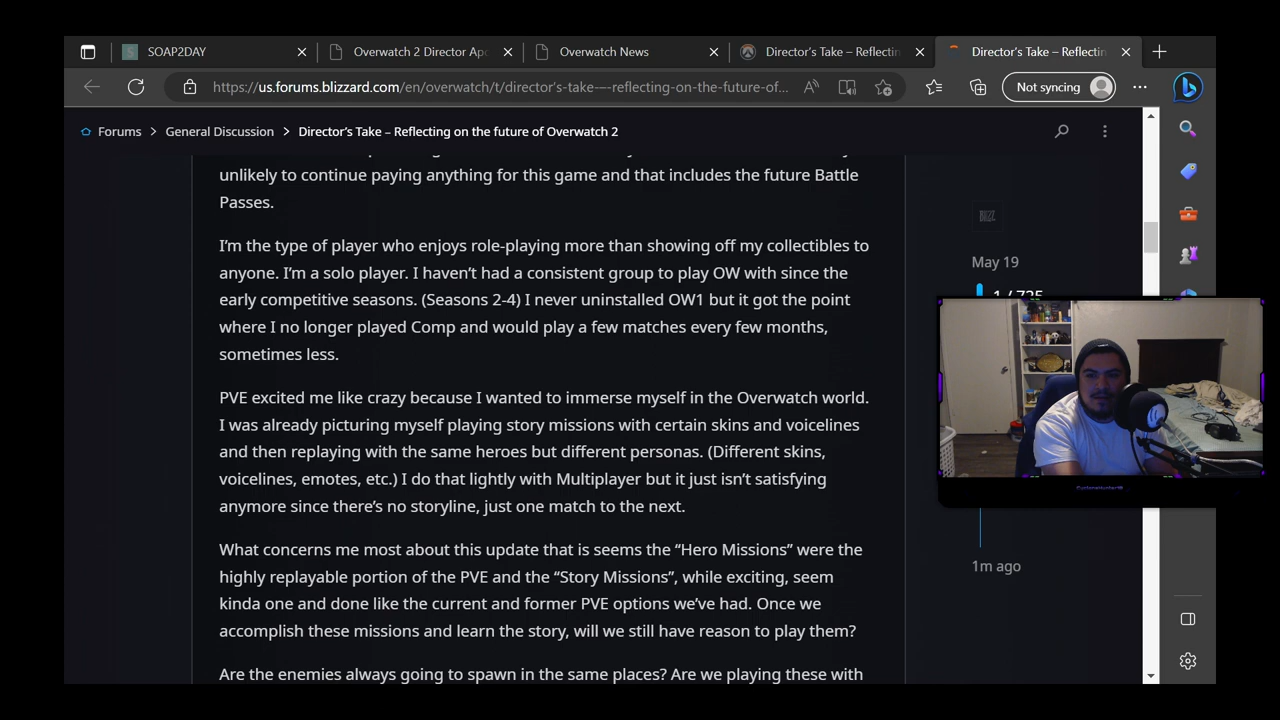 SOAP2DAY
Overwatch 2 Director Apo
Overwatch News
Director's Take – Reflectin
Director's Take – Reflectin
https://us.forums.blizzard.com/en/overwatch/t/director's-take-–-reflecting-on-the-future-of...
Not syncing
Forums > General Discussion > Director's Take – Reflecting on the future of Overwatch 2
unlikely to continue paying anything for this game and that includes the future Battle
Passes.
I'm the type of player who enjoys role-playing more than showing off my collectibles to
anyone. I'm a solo player. I haven't had a consistent group to play OW with since the
early competitive seasons. (Seasons 2-4) I never uninstalled OW1 but it got the point
where I no longer played Comp and would play a few matches every few months,
sometimes less.
PVE excited me like crazy because I wanted to immerse myself in the Overwatch world.
I was already picturing myself playing story missions with certain skins and voicelines
and then replaying with the same heroes but different personas. (Different skins,
voicelines, emotes, etc.) I do that lightly with Multiplayer but it just isn't satisfying
anymore since there's no storyline, just one match to the next.
What concerns me most about this update that is seems the “Hero Missions” were the
highly replayable portion of the PVE and the “Story Missions”, while exciting, seem
kinda one and done like the current and former PVE options we've had. Once we
accomplish these missions and learn the story, will we still have reason to play them?
Are the enemies always going to spawn in the same places? Are we playing these with
BLIZZ
May 19
1 / 735
1m ago